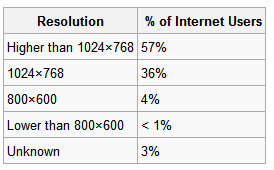 Resolution % of Internet Users
Higher than 1024×768 57%
1024×768 36%
800×600 4%
Lower than 800×600 < 1%
Unknown 3%